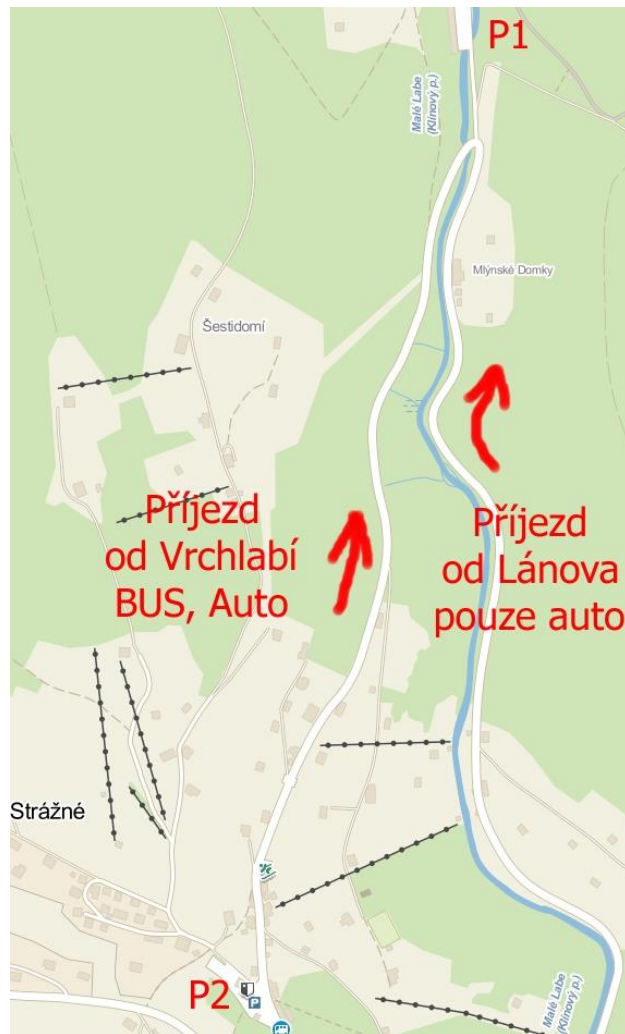 P1
Malé Labe
(Klínový p.)
Mlýnské Domky
Šestidomí
Příjezd
od Vrchlabí
BUS, Auto
Příjezd
od Lánova
pouze auto
Strážné
P2
P
Malé Labe
(Klínový p.)